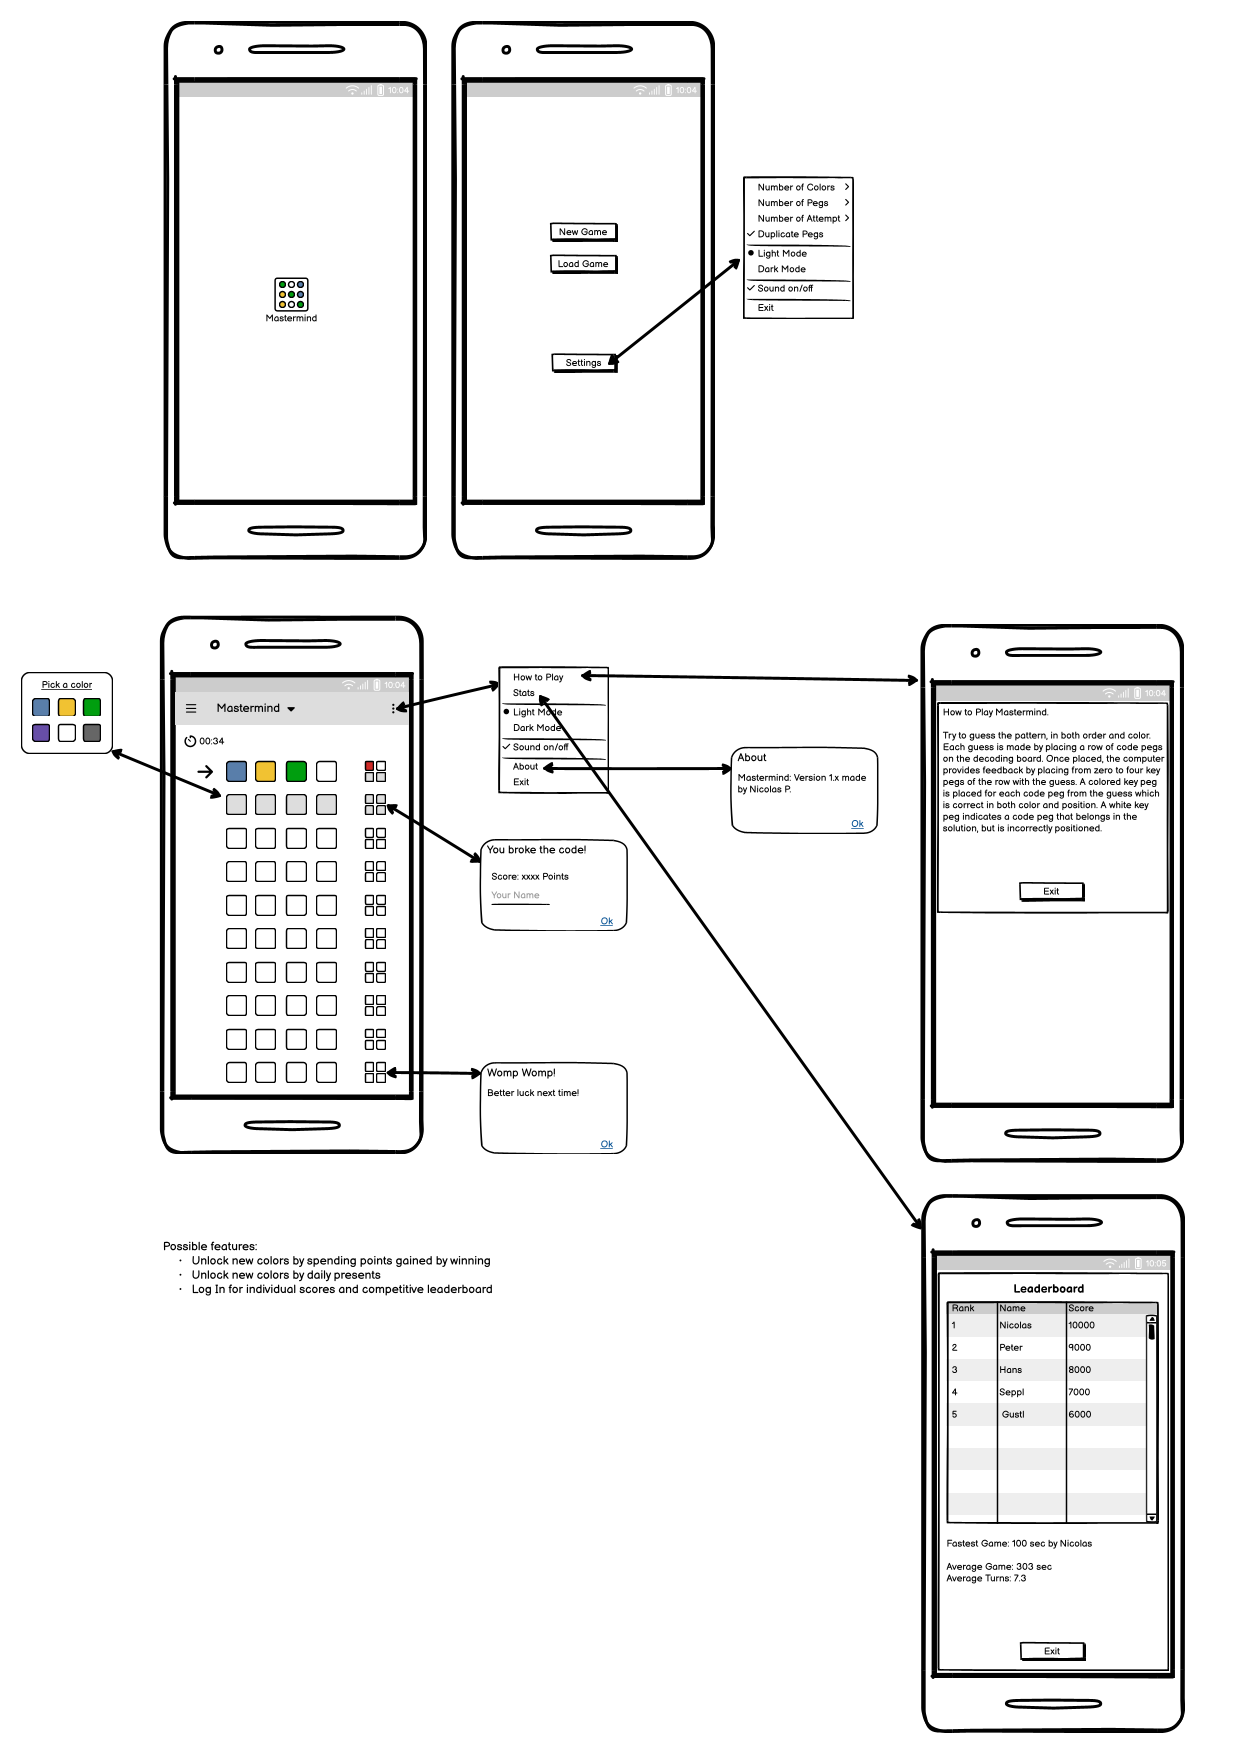 10:04
Mastermind
10:04
New Game
Load Game
Settings
Number of Colors
Number of Pegs
Number of Attempt
Duplicate Pegs
Light Mode
Dark Mode
Sound on/off
Exit
Pick a color
10:04
Mastermind
00:34
How to Play
Stats
Light Mode
Dark Mode
Sound on/off
About
Exit
About
Mastermind: Version 1.x made
by Nicolas P.
Ok
You broke the code!
Score: xxxx Points
Your Name
Ok
Womp Womp!
Better luck next time!
Ok
10:04
How to Play Mastermind.
Try to guess the pattern, in both order and color.
Each guess is made by placing a row of code pegs
on the decoding board. Once placed, the computer
provides feedback by placing from zero to four key
pegs of the row with the guess. A colored key peg
is placed for each code peg from the guess which
is correct in both color and position. A white key
peg indicates a code peg that belongs in the
solution, but is incorrectly positioned.
Exit
Possible features:
· Unlock new colors by spending points gained by winning
· Unlock new colors by daily presents
· Log In for individual scores and competitive leaderboard
10:05
Leaderboard
Rank Name Score
1 Nicolas 10000
2 Peter 9000
3 Hans 8000
4 Seppl 7000
5 Gustl 6000
Fastest Game: 100 sec by Nicolas
Average Game: 303 sec
Average Turns: 7.3
Exit